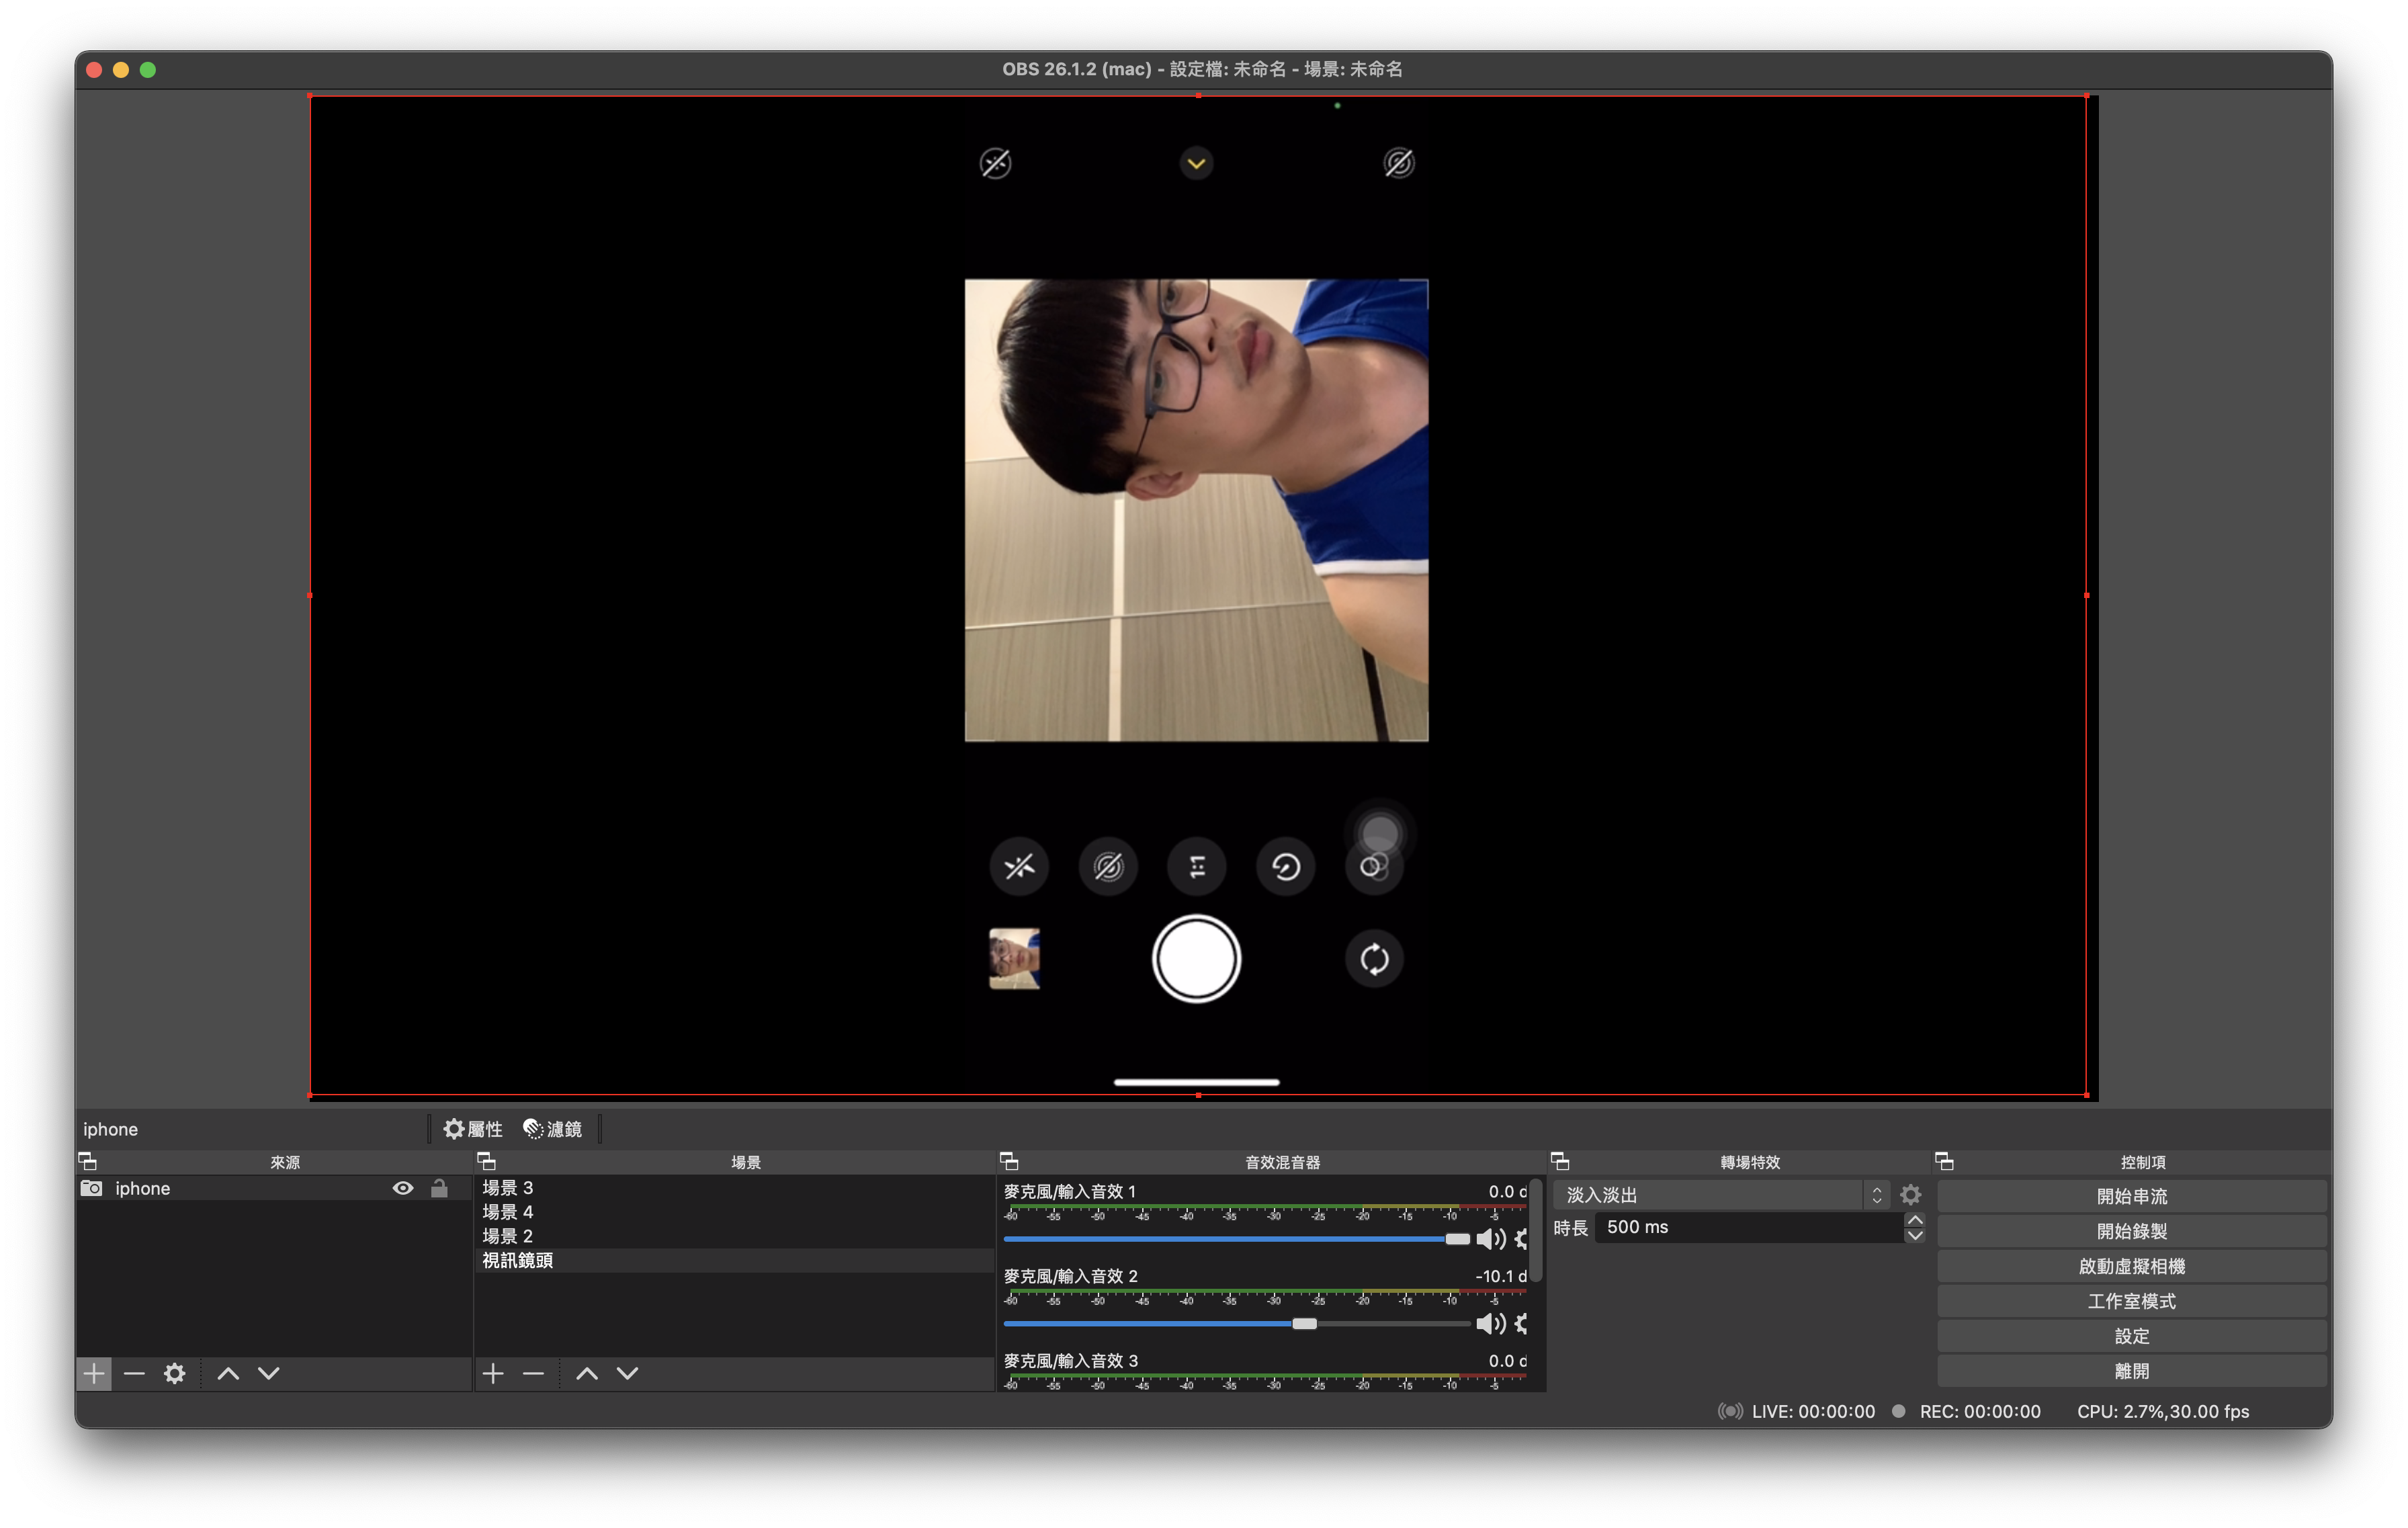 OBS 26.1.2 (mac) - 設定檔: 未命名 - 場景: 未命名
1:1
iphone
屬性
濾鏡
來源
iphone
場景
場景 3
場景 4
場景 2
視訊鏡頭
音效混音器
麥克風/輸入音效 1
0.0 d
-60 -55 -50 -45 -40 -35 -30 -25 -20 -15 -10 -5
麥克風/輸入音效 2
-10.1 d
-60 -55 -50 -45 -40 -35 -30 -25 -20 -15 -10 -5
麥克風/輸入音效 3
0.0 d
-60 -55 -50 -45 -40 -35 -30 -25 -20 -15 -10 -5
轉場特效
淡入淡出
時長 500 ms
控制項
開始串流
開始錄製
啟動虛擬相機
工作室模式
設定
離開
LIVE: 00:00:00 REC: 00:00:00 CPU: 2.7%,30.00 fps